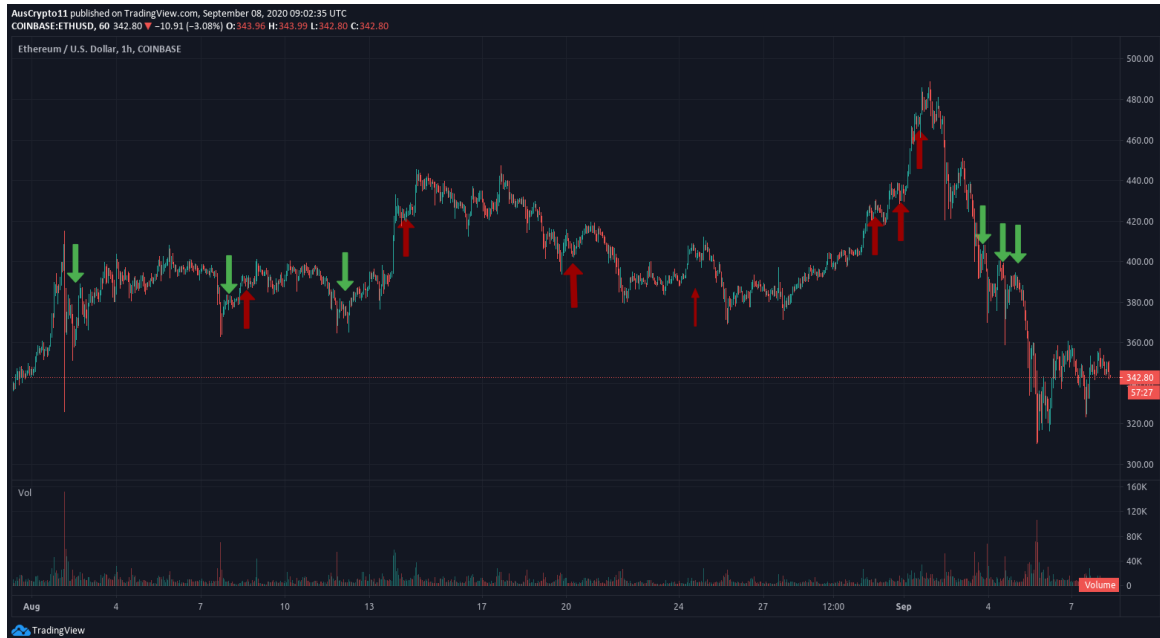 AusCrypto11 published on TradingView.com, September 08, 2020 09:02:35 UTC
COINBASE:ETHUSD, 60 342.80 ▼ −10.91 (−3.08%) O:343.96 H:343.99 L:342.80 C:342.80
Ethereum / U.S. Dollar, 1h, COINBASE
500.00
480.00
460.00
440.00
420.00
400.00
380.00
360.00
342.80
57:27
320.00
300.00
Vol
160K
120K
80K
40K
Volume 0
Aug 4 7 10 13 17 20 24 27 12:00 Sep 4 7
TradingView